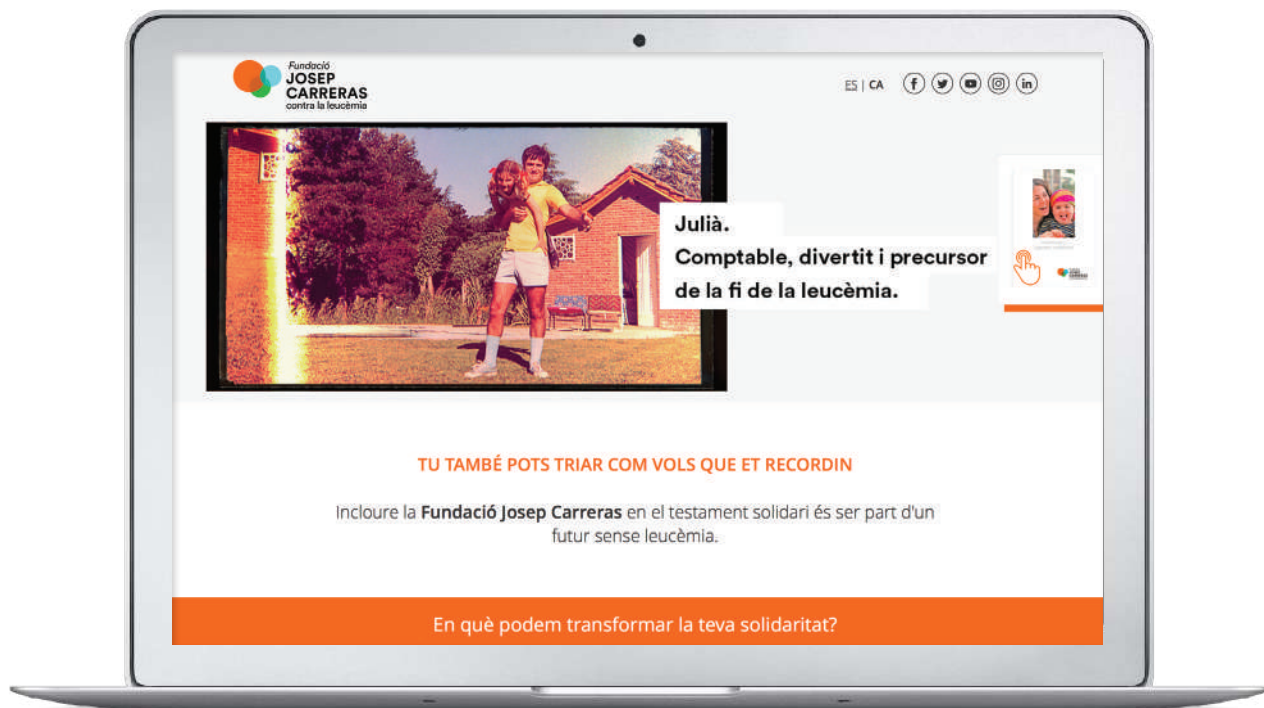 Fundació
JOSEP
CARRERAS
contra la leucèmia
ES | CA
Julià.
Comptable, divertit i precursor
de la fi de la leucèmia.
TU TAMBÉ POTS TRIAR COM VOLS QUE ET RECORDIN
Incloure la Fundació Josep Carreras en el testament solidari és ser part d'un
futur sense leucèmia.
En què podem transformar la teva solidaritat?